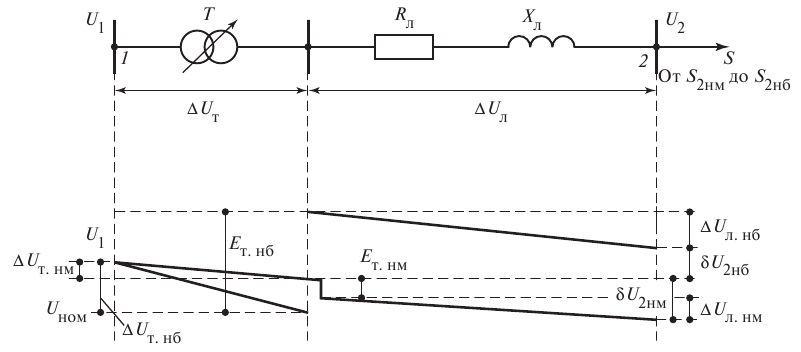 U₁
T
Rл
Xл
U₂
1
2
S
От S₂нм до S₂нб
ΔUт
ΔUл
U₁
Eт. нб
Eт. нм
ΔUл. нб
δU₂нб
ΔUт. нм
δU₂нм
ΔUл. нм
Uном
ΔUт. нб